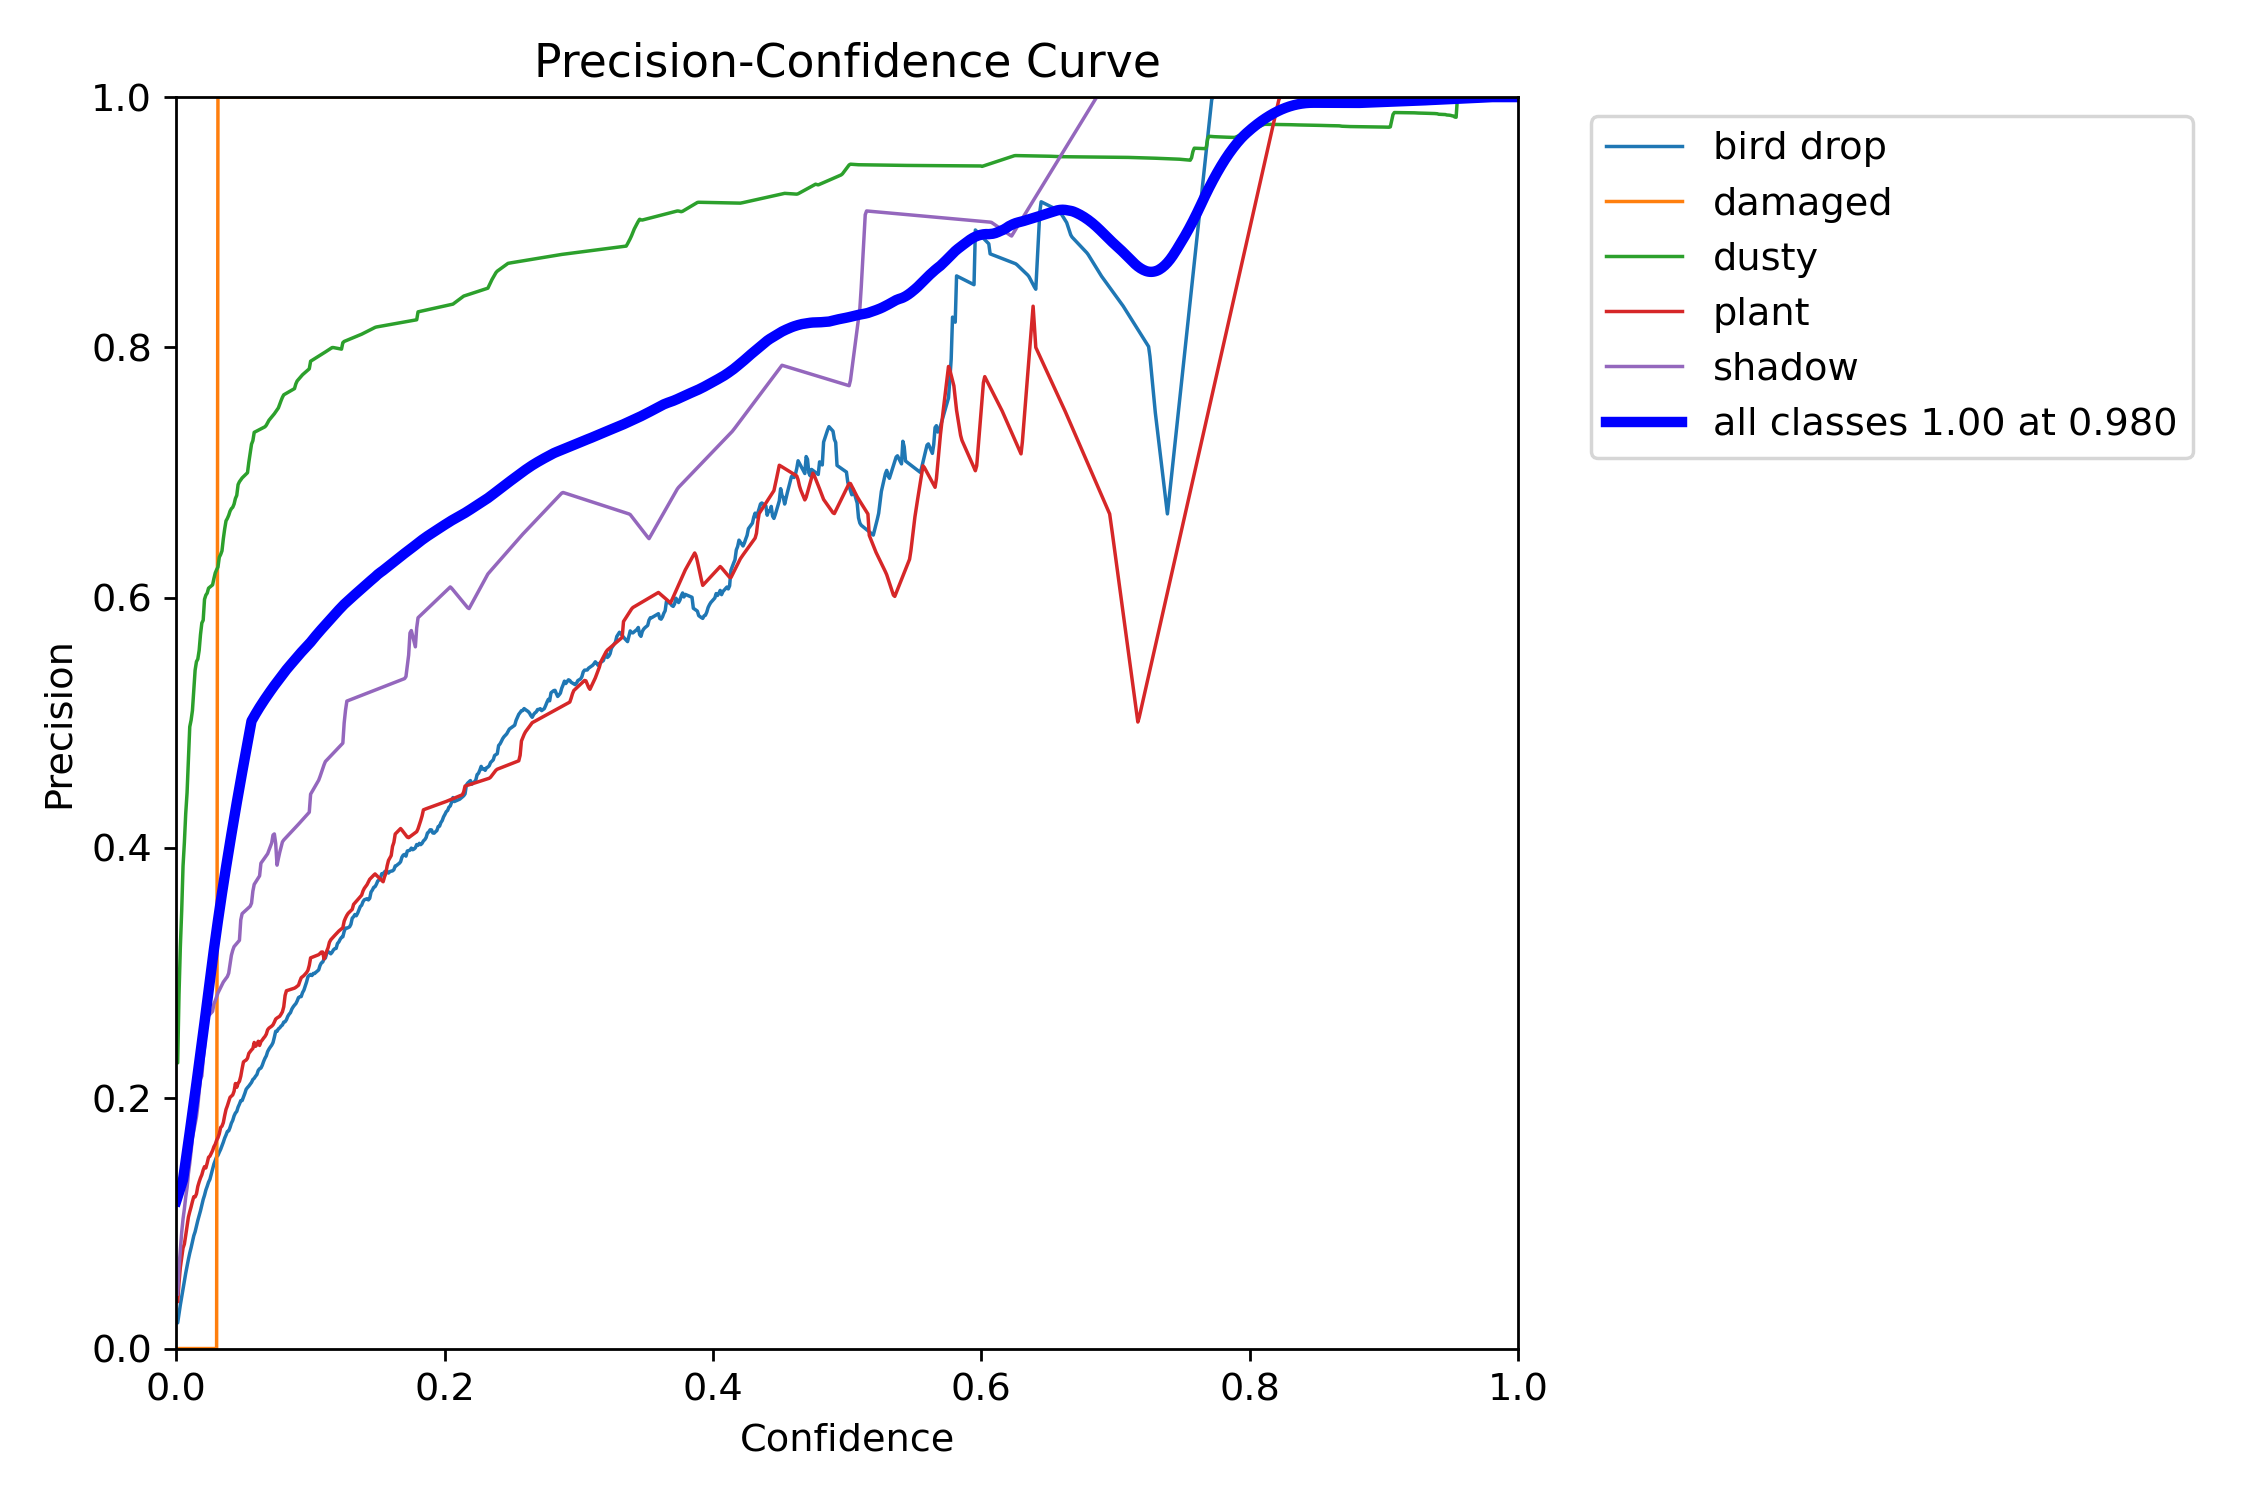 Precision-Confidence Curve
1.0
0.8
0.6
0.4
0.2
0.0
Precision
0.0 0.2 0.4 0.6 0.8 1.0
Confidence
bird drop
damaged
dusty
plant
shadow
all classes 1.00 at 0.980